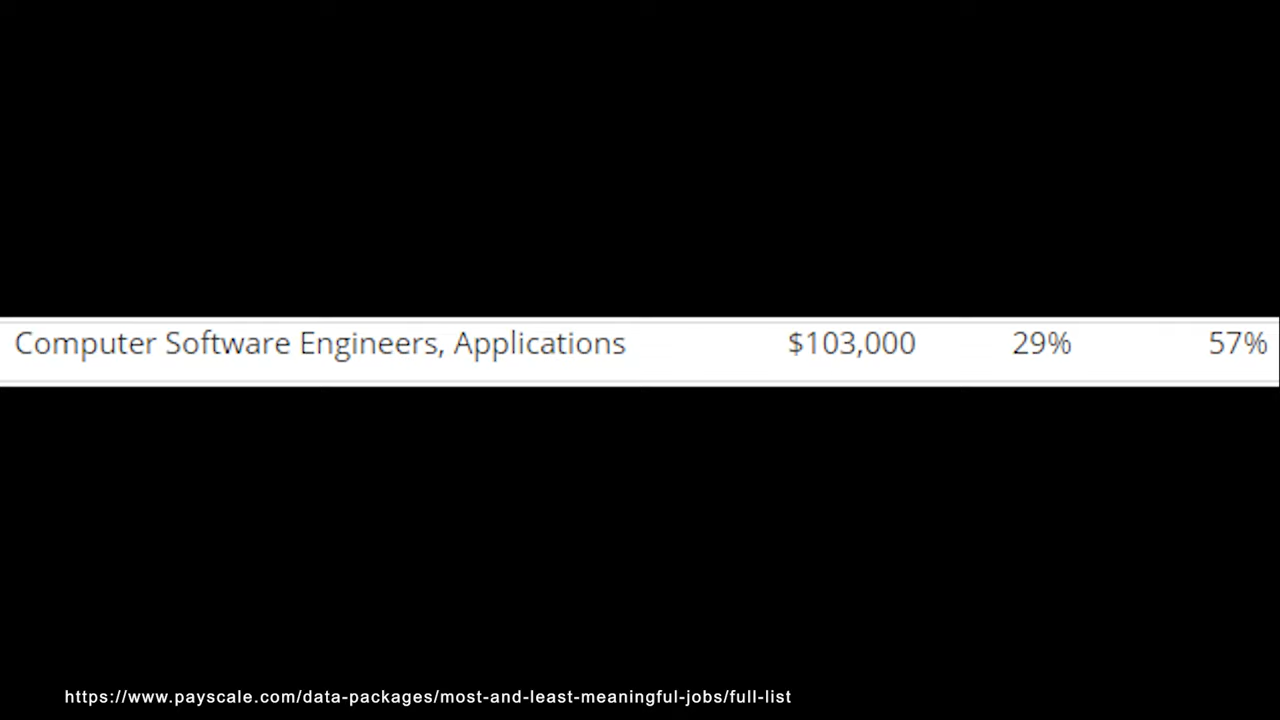 Computer Software Engineers, Applications $103,000 29% 57%
https://www.payscale.com/data-packages/most-and-least-meaningful-jobs/full-list